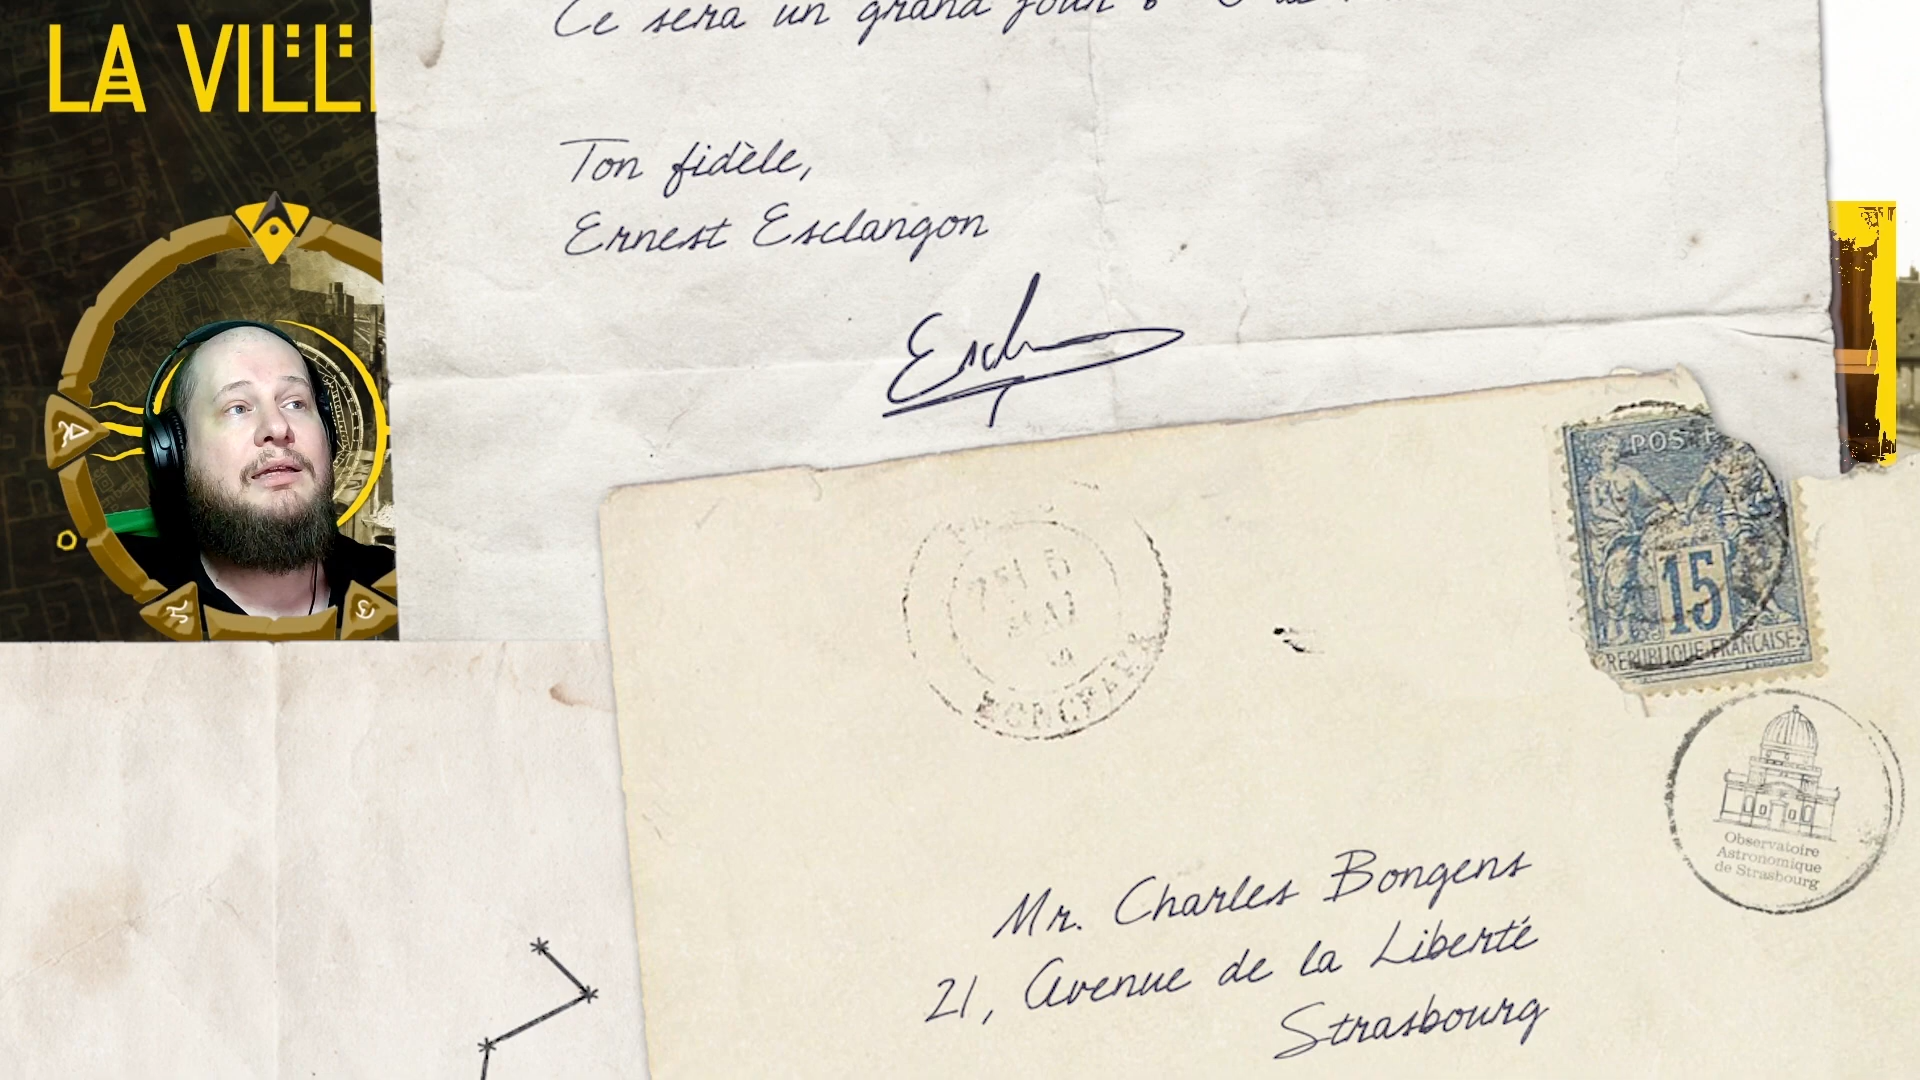 LA VILL
Ce sera un grand jour
Ton fidèle,
Ernest Esclangon
POST
15
REPUBLIQUE FRANCAISE
MAI
Observatoire
Astronomique
de Strasbourg
Mr. Charles Bongens
21, Avenue de la Liberté
Strasbourg